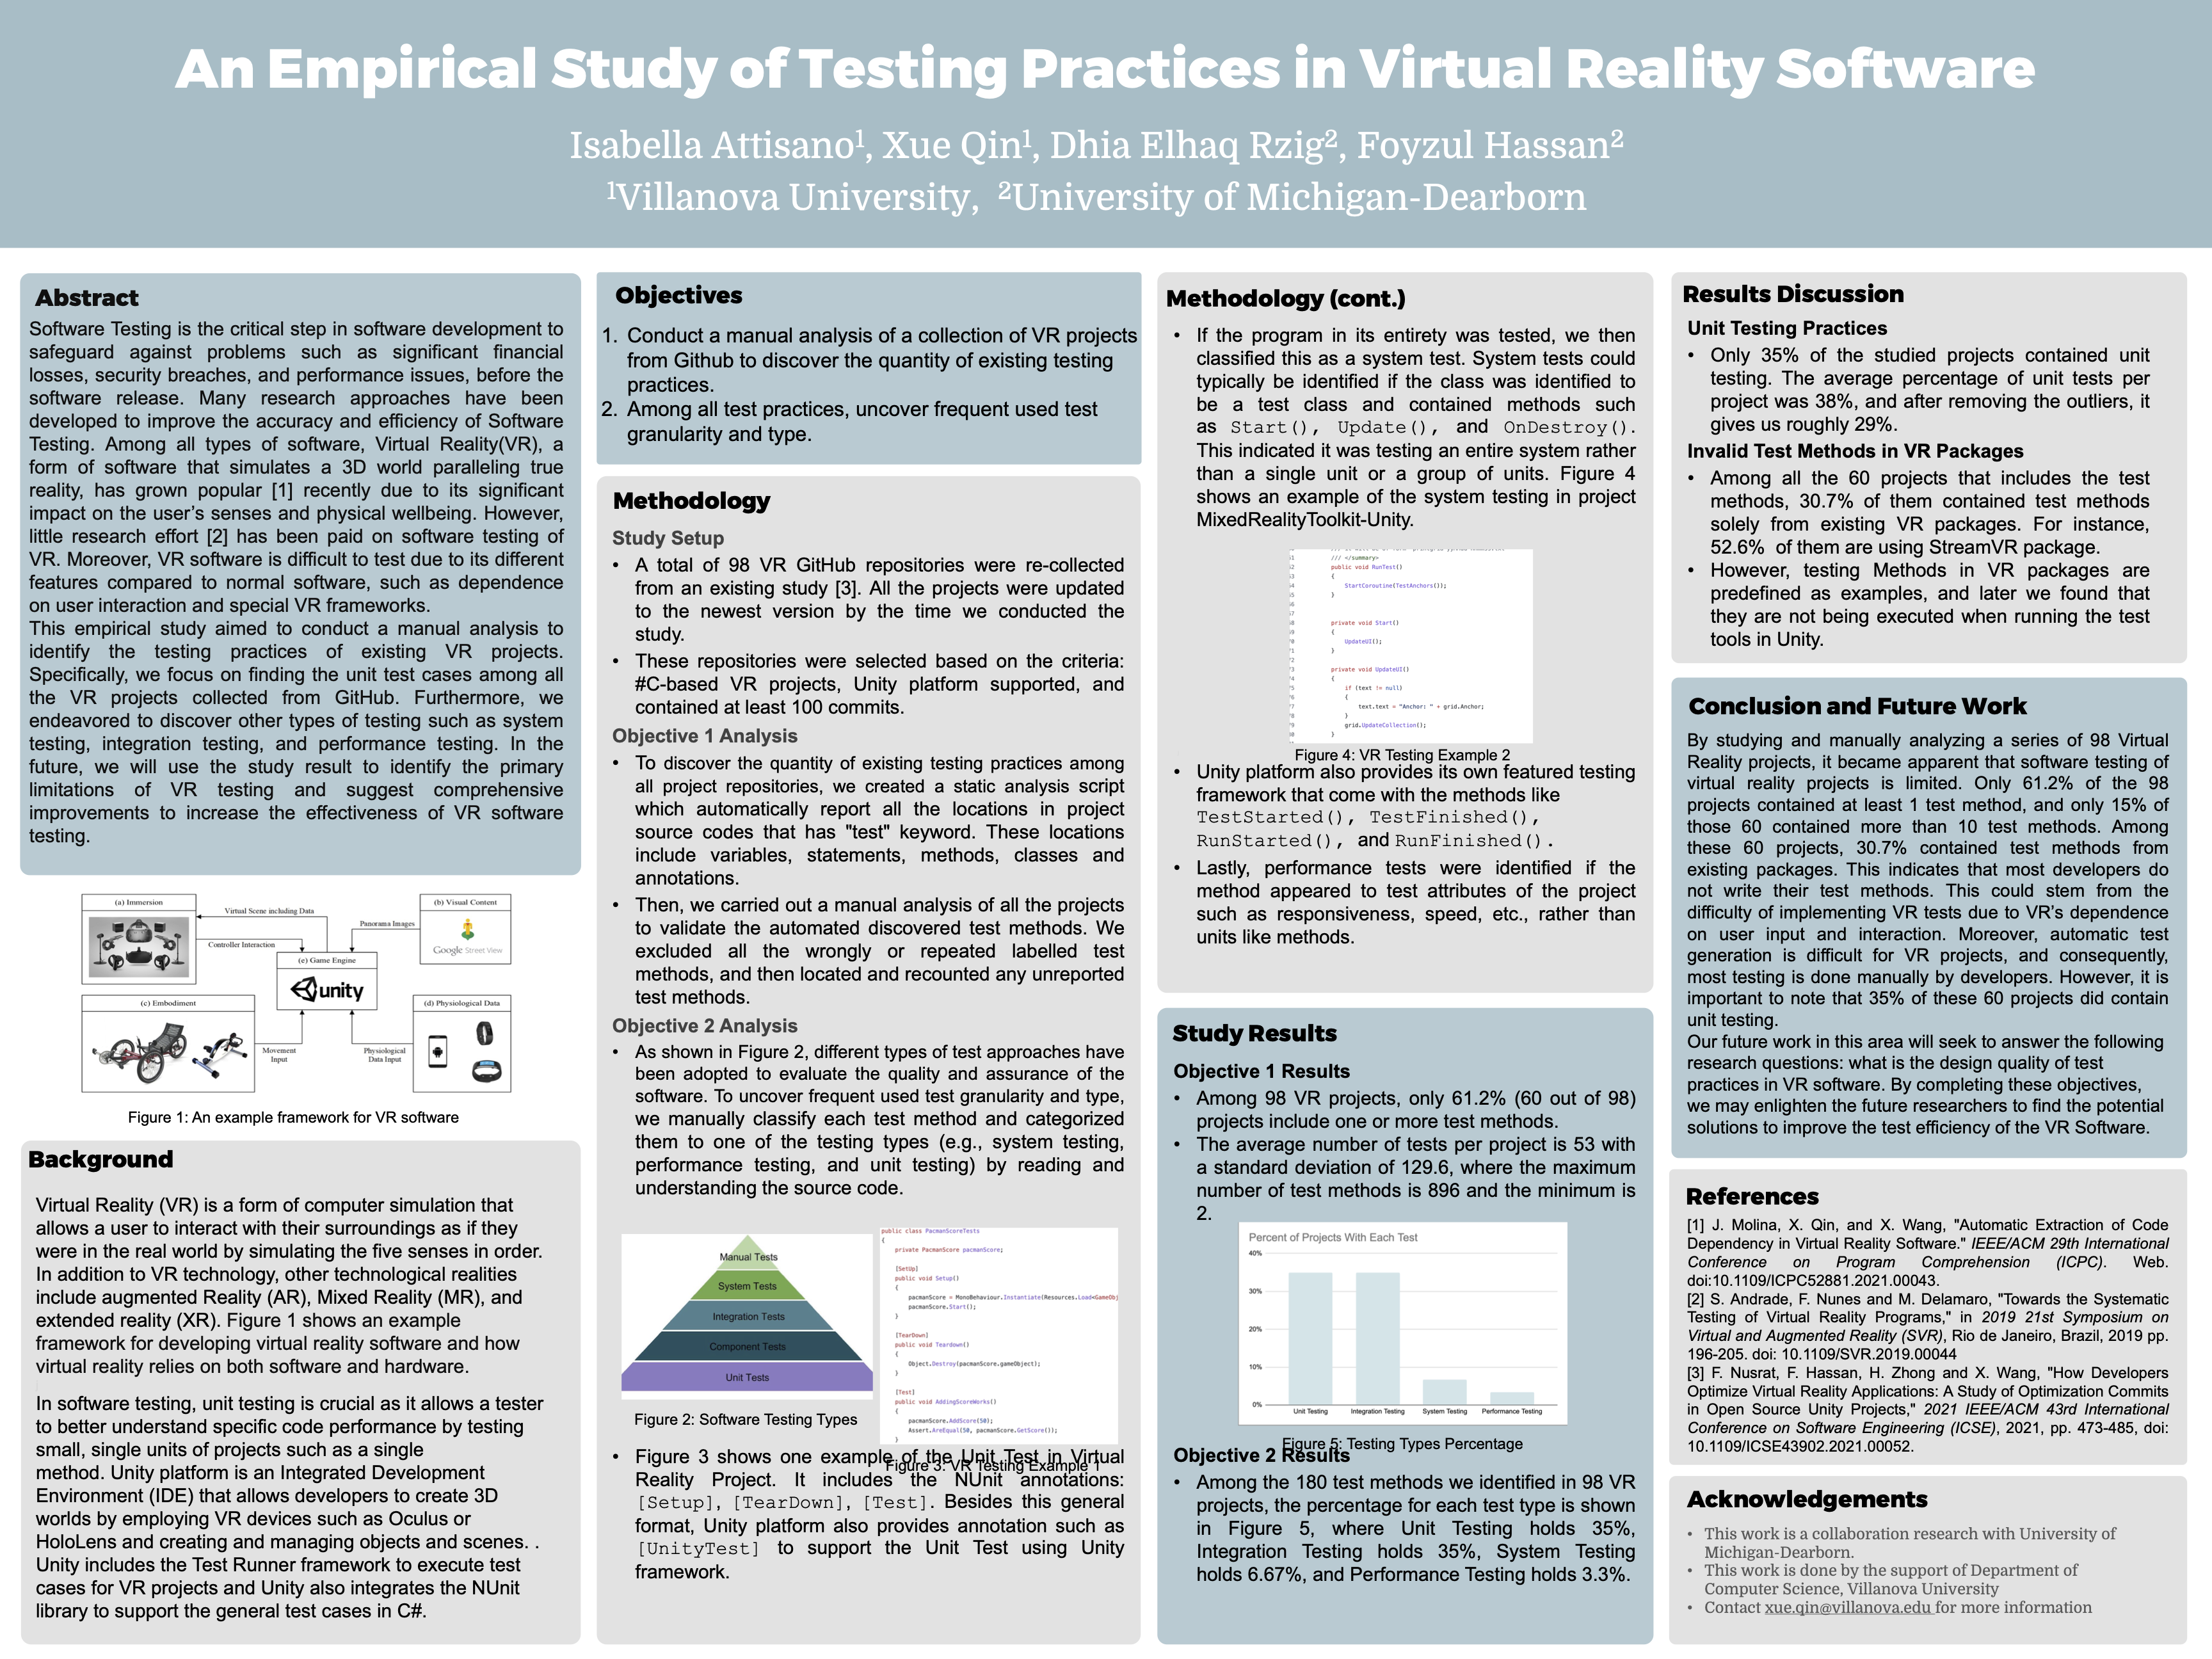 An Empirical Study of Testing Practices in Virtual Reality Software
Isabella Attisano¹, Xue Qin¹, Dhia Elhaq Rzig², Foyzul Hassan²
¹Villanova University, ²University of Michigan-Dearborn
Abstract
Software Testing is the critical step in software development to
safeguard against problems such as significant financial
losses, security breaches, and performance issues, before the
software release. Many research approaches have been
developed to improve the accuracy and efficiency of Software
Testing. Among all types of software, Virtual Reality(VR), a
form of software that simulates a 3D world paralleling true
reality, has grown popular [1] recently due to its significant
impact on the user's senses and physical wellbeing. However,
little research effort [2] has been paid on software testing of
VR. Moreover, VR software is difficult to test due to its different
features compared to normal software, such as dependence
on user interaction and special VR frameworks.
This empirical study aimed to conduct a manual analysis to
identify the testing practices of existing VR projects.
Specifically, we focus on finding the unit test cases among all
the VR projects collected from GitHub. Furthermore, we
endeavored to discover other types of testing such as system
testing, integration testing, and performance testing. In the
future, we will use the study result to identify the primary
limitations of VR testing and suggest comprehensive
improvements to increase the effectiveness of VR software
testing.
(a) Immersion
Virtual Scene including Data
Controller Interaction
Panorama Images
(b) Visual Content
Google Street View
(e) Game Engine
unity
(c) Embodiment
Movement
Input
Physiological
Data Input
(d) Physiological Data
Figure 1: An example framework for VR software
Background
Virtual Reality (VR) is a form of computer simulation that
allows a user to interact with their surroundings as if they
were in the real world by simulating the five senses in order.
In addition to VR technology, other technological realities
include augmented Reality (AR), Mixed Reality (MR), and
extended reality (XR). Figure 1 shows an example
framework for developing virtual reality software and how
virtual reality relies on both software and hardware.
In software testing, unit testing is crucial as it allows a tester
to better understand specific code performance by testing
small, single units of projects such as a single
method. Unity platform is an Integrated Development
Environment (IDE) that allows developers to create 3D
worlds by employing VR devices such as Oculus or
HoloLens and creating and managing objects and scenes. .
Unity includes the Test Runner framework to execute test
cases for VR projects and Unity also integrates the NUnit
library to support the general test cases in C#.
Objectives
1. Conduct a manual analysis of a collection of VR projects
from Github to discover the quantity of existing testing
practices.
2. Among all test practices, uncover frequent used test
granularity and type.
Methodology
Study Setup
• A total of 98 VR GitHub repositories were re-collected
from an existing study [3]. All the projects were updated
to the newest version by the time we conducted the
study.
• These repositories were selected based on the criteria:
#C-based VR projects, Unity platform supported, and
contained at least 100 commits.
Objective 1 Analysis
• To discover the quantity of existing testing practices among
all project repositories, we created a static analysis script
which automatically report all the locations in project
source codes that has "test" keyword. These locations
include variables, statements, methods, classes and
annotations.
• Then, we carried out a manual analysis of all the projects
to validate the automated discovered test methods. We
excluded all the wrongly or repeated labelled test
methods, and then located and recounted any unreported
test methods.
Objective 2 Analysis
• As shown in Figure 2, different types of test approaches have
been adopted to evaluate the quality and assurance of the
software. To uncover frequent used test granularity and type,
we manually classify each test method and categorized
them to one of the testing types (e.g., system testing,
performance testing, and unit testing) by reading and
understanding the source code.
Manual Tests
System Tests
Integration Tests
Component Tests
Unit Tests
Figure 2: Software Testing Types
public class PacmanScoreTests
{
private PacmanScore pacmanScore;
[SetUp]
public void Setup()
{
pacmanScore = MonoBehaviour.Instantiate(Resources.Load<GameObj
pacmanScore.Start();
}
[TearDown]
public void Teardown()
{
Object.Destroy(pacmanScore.gameObject);
}
[Test]
public void AddingScoreWorks()
{
pacmanScore.AddScore(50);
Assert.AreEqual(50, pacmanScore.GetScore());
}
Figure 3: VR Testing Example 1
• Figure 3 shows one example of the Unit Test in Virtual
Reality Project. It includes the NUnit annotations:
[Setup], [TearDown], [Test]. Besides this general
format, Unity platform also provides annotation such as
[UnityTest] to support the Unit Test using Unity
framework.
Methodology (cont.)
• If the program in its entirety was tested, we then
classified this as a system test. System tests could
typically be identified if the class was identified to
be a test class and contained methods such
as Start(), Update(), and OnDestroy().
This indicated it was testing an entire system rather
than a single unit or a group of units. Figure 4
shows an example of the system testing in project
MixedRealityToolkit-Unity.
/// </summary>
public void RunTest()
{
StartCoroutine(TestAnchors());
}
private void Start()
{
UpdateUI();
}
private void UpdateUI()
{
if (text != null)
{
text.text = "Anchor: " + grid.Anchor;
}
grid.UpdateCollection();
}
Figure 4: VR Testing Example 2
• Unity platform also provides its own featured testing
framework that come with the methods like
TestStarted(), TestFinished(),
RunStarted(), and RunFinished().
• Lastly, performance tests were identified if the
method appeared to test attributes of the project
such as responsiveness, speed, etc., rather than
units like methods.
Study Results
Objective 1 Results
• Among 98 VR projects, only 61.2% (60 out of 98)
projects include one or more test methods.
• The average number of tests per project is 53 with
a standard deviation of 129.6, where the maximum
number of test methods is 896 and the minimum is
2.
Percent of Projects With Each Test
40%
30%
20%
10%
0%
Unit Testing Integration Testing System Testing Performance Testing
Figure 5: Testing Types Percentage
Objective 2 Results
• Among the 180 test methods we identified in 98 VR
projects, the percentage for each test type is shown
in Figure 5, where Unit Testing holds 35%,
Integration Testing holds 35%, System Testing
holds 6.67%, and Performance Testing holds 3.3%.
Results Discussion
Unit Testing Practices
• Only 35% of the studied projects contained unit
testing. The average percentage of unit tests per
project was 38%, and after removing the outliers, it
gives us roughly 29%.
Invalid Test Methods in VR Packages
• Among all the 60 projects that includes the test
methods, 30.7% of them contained test methods
solely from existing VR packages. For instance,
52.6% of them are using StreamVR package.
• However, testing Methods in VR packages are
predefined as examples, and later we found that
they are not being executed when running the test
tools in Unity.
Conclusion and Future Work
By studying and manually analyzing a series of 98 Virtual
Reality projects, it became apparent that software testing of
virtual reality projects is limited. Only 61.2% of the 98
projects contained at least 1 test method, and only 15% of
those 60 contained more than 10 test methods. Among
these 60 projects, 30.7% contained test methods from
existing packages. This indicates that most developers do
not write their test methods. This could stem from the
difficulty of implementing VR tests due to VR's dependence
on user input and interaction. Moreover, automatic test
generation is difficult for VR projects, and consequently,
most testing is done manually by developers. However, it is
important to note that 35% of these 60 projects did contain
unit testing.
Our future work in this area will seek to answer the following
research questions: what is the design quality of test
practices in VR software. By completing these objectives,
we may enlighten the future researchers to find the potential
solutions to improve the test efficiency of the VR Software.
References
[1] J. Molina, X. Qin, and X. Wang, "Automatic Extraction of Code
Dependency in Virtual Reality Software." IEEE/ACM 29th International
Conference on Program Comprehension (ICPC). Web.
doi:10.1109/ICPC52881.2021.00043.
[2] S. Andrade, F. Nunes and M. Delamaro, "Towards the Systematic
Testing of Virtual Reality Programs," in 2019 21st Symposium on
Virtual and Augmented Reality (SVR), Rio de Janeiro, Brazil, 2019 pp.
196-205. doi: 10.1109/SVR.2019.00044
[3] F. Nusrat, F. Hassan, H. Zhong and X. Wang, "How Developers
Optimize Virtual Reality Applications: A Study of Optimization Commits
in Open Source Unity Projects," 2021 IEEE/ACM 43rd International
Conference on Software Engineering (ICSE), 2021, pp. 473-485, doi:
10.1109/ICSE43902.2021.00052.
Acknowledgements
• This work is a collaboration research with University of
Michigan-Dearborn.
• This work is done by the support of Department of
Computer Science, Villanova University
• Contact xue.qin@villanova.edu for more information